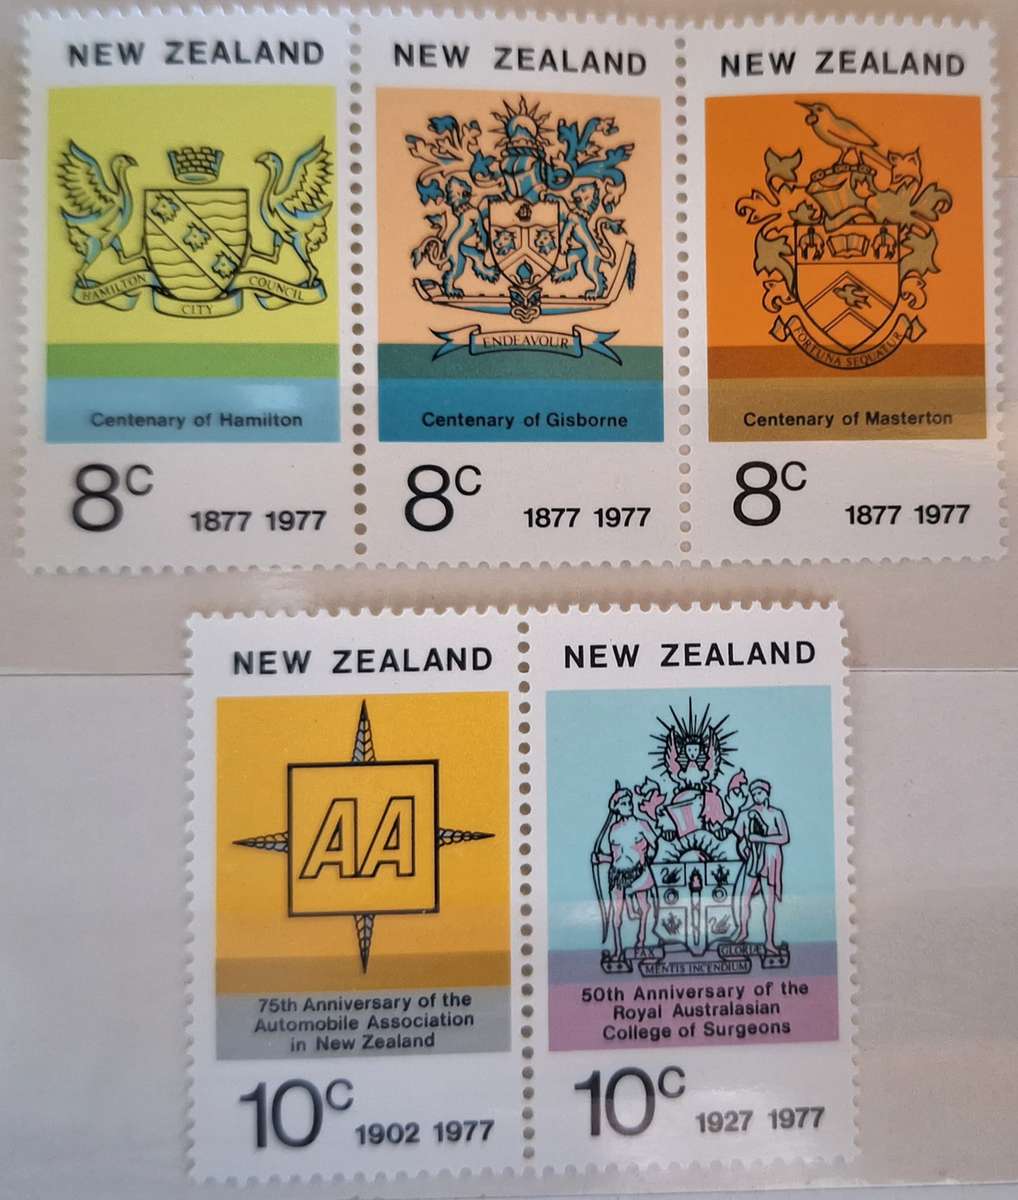 NEW ZEALAND
HAMILTON CITY COUNCIL
Centenary of Hamilton
8c 1877 1977
NEW ZEALAND
ENDEAVOUR
Centenary of Gisborne
8c 1877 1977
NEW ZEALAND
FORTUNA SEQUATUR
Centenary of Masterton
8c 1877 1977
NEW ZEALAND
AA
75th Anniversary of the
Automobile Association
in New Zealand
10c 1902 1977
NEW ZEALAND
FAX GLORIÆ
MENTIS INCENDIUM
50th Anniversary of the
Royal Australasian
College of Surgeons
10c 1927 1977